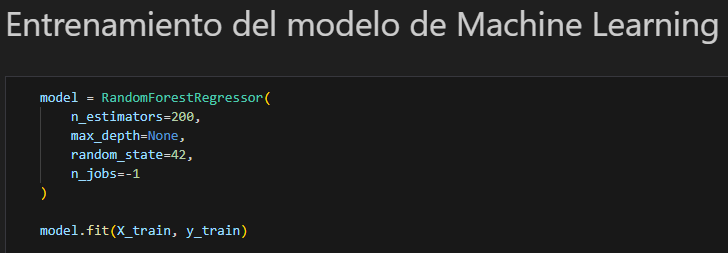 Entrenamiento del modelo de Machine Learning
model = RandomForestRegressor(
    n_estimators=200,
    max_depth=None,
    random_state=42,
    n_jobs=-1
)
model.fit(X_train, y_train)